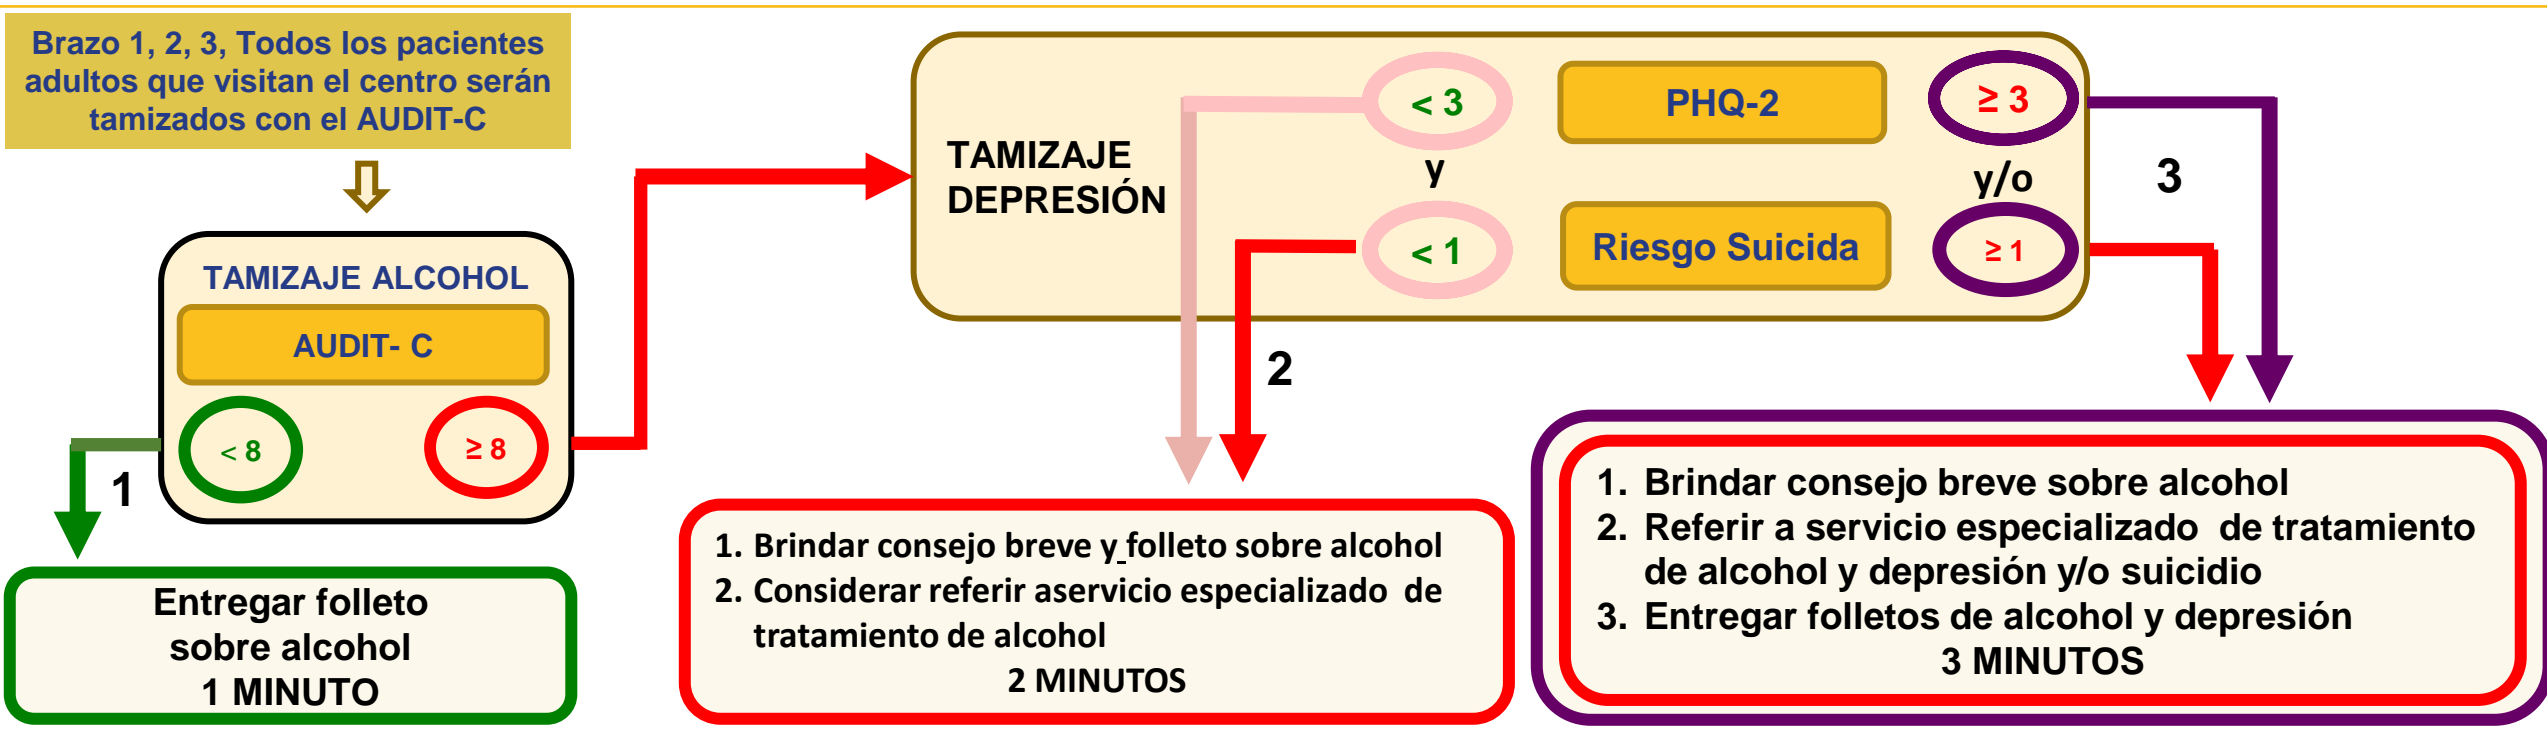 Brazo 1, 2, 3, Todos los pacientes
adultos que visitan el centro serán
tamizados con el AUDIT-C
TAMIZAJE ALCOHOL
AUDIT- C
< 8
≥ 8
1
Entregar folleto
sobre alcohol
1 MINUTO
TAMIZAJE
DEPRESIÓN
< 3
PHQ-2
≥ 3
y
y/o
< 1
Riesgo Suicida
≥ 1
2
3
1. Brindar consejo breve y folleto sobre alcohol
2. Considerar referir aservicio especializado de
tratamiento de alcohol
2 MINUTOS
1. Brindar consejo breve sobre alcohol
2. Referir a servicio especializado de tratamiento
de alcohol y depresión y/o suicidio
3. Entregar folletos de alcohol y depresión
3 MINUTOS